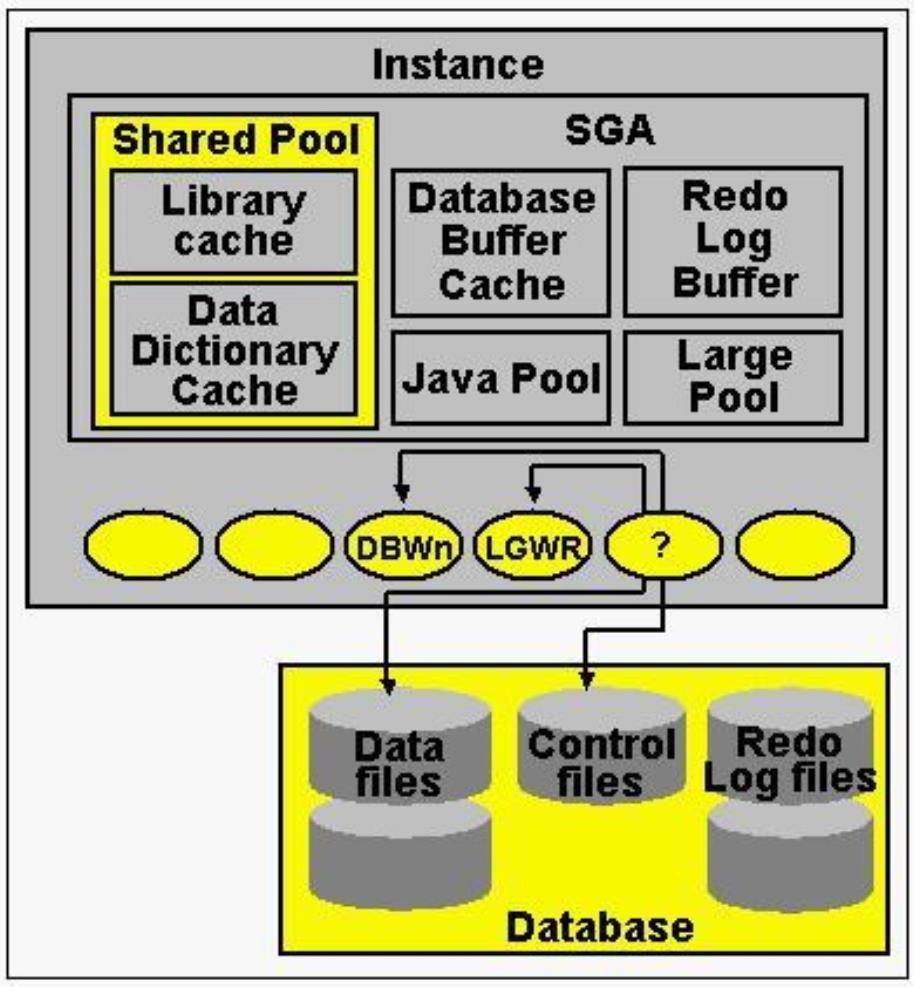 Instance
SGA
Shared Pool
Library
cache
Data
Dictionary
Cache
Database
Buffer
Cache
Redo
Log
Buffer
Java Pool
Large
Pool
DBWn
LGWR
?
Data
files
Control
files
Redo
Log files
Database